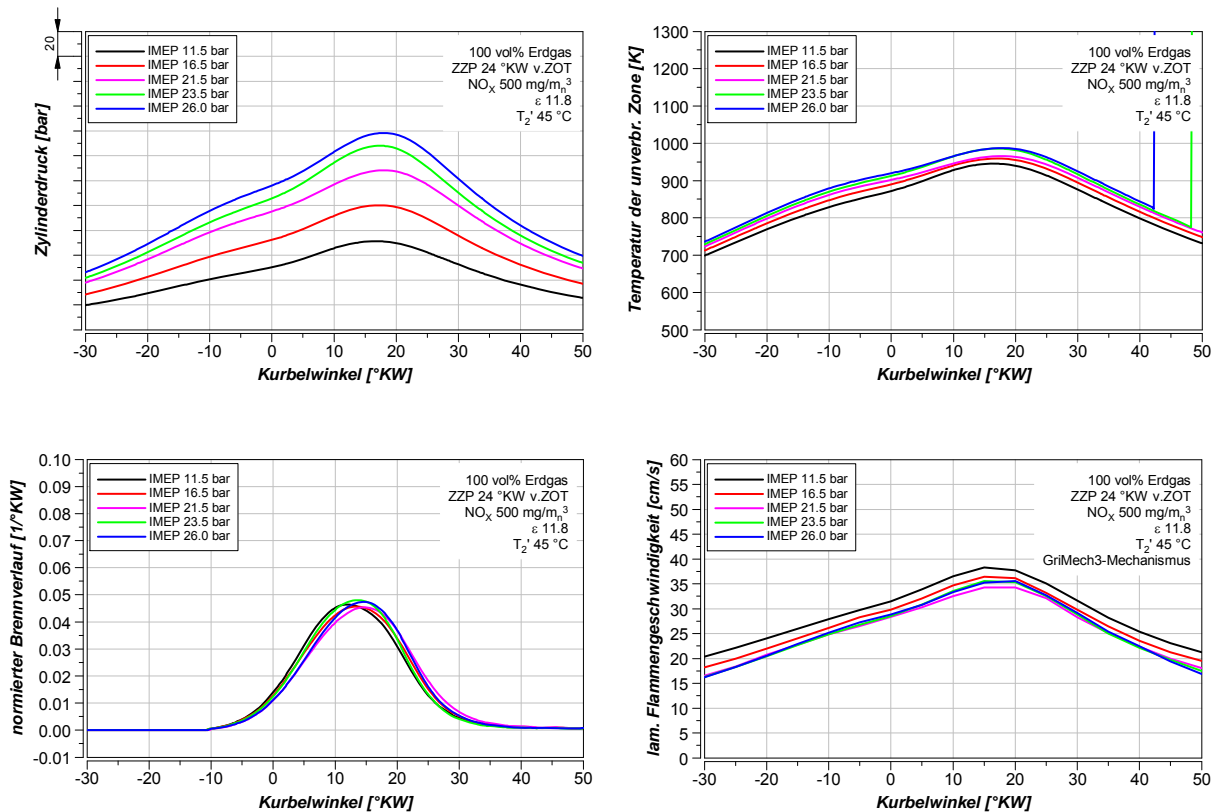 20
Zylinderdruck [bar]
IMEP 11.5 bar
IMEP 16.5 bar
IMEP 21.5 bar
IMEP 23.5 bar
IMEP 26.0 bar
100 vol% Erdgas
ZZP 24 °KW v.ZOT
NOX 500 mg/mn3
ε 11.8
T2' 45 °C
-30 -20 -10 0 10 20 30 40 50
Kurbelwinkel [°KW]
Temperatur der unverbr. Zone [K]
1300
1200
1100
1000
900
800
700
600
500
IMEP 11.5 bar
IMEP 16.5 bar
IMEP 21.5 bar
IMEP 23.5 bar
IMEP 26.0 bar
100 vol% Erdgas
ZZP 24 °KW v.ZOT
NOX 500 mg/mn3
ε 11.8
T2' 45 °C
-30 -20 -10 0 10 20 30 40 50
Kurbelwinkel [°KW]
normierter Brennverlauf [1/°KW]
0.10
0.09
0.08
0.07
0.06
0.05
0.04
0.03
0.02
0.01
0.00
-0.01
IMEP 11.5 bar
IMEP 16.5 bar
IMEP 21.5 bar
IMEP 23.5 bar
IMEP 26.0 bar
100 vol% Erdgas
ZZP 24 °KW v.ZOT
NOX 500 mg/mn3
ε 11.8
T2' 45 °C
-30 -20 -10 0 10 20 30 40 50
Kurbelwinkel [°KW]
lam. Flammengeschwindigkeit [cm/s]
60
55
50
45
40
35
30
25
20
15
10
5
0
IMEP 11.5 bar
IMEP 16.5 bar
IMEP 21.5 bar
IMEP 23.5 bar
IMEP 26.0 bar
100 vol% Erdgas
ZZP 24 °KW v.ZOT
NOX 500 mg/mn3
ε 11.8
T2' 45 °C
GriMech3-Mechanismus
-30 -20 -10 0 10 20 30 40 50
Kurbelwinkel [°KW]